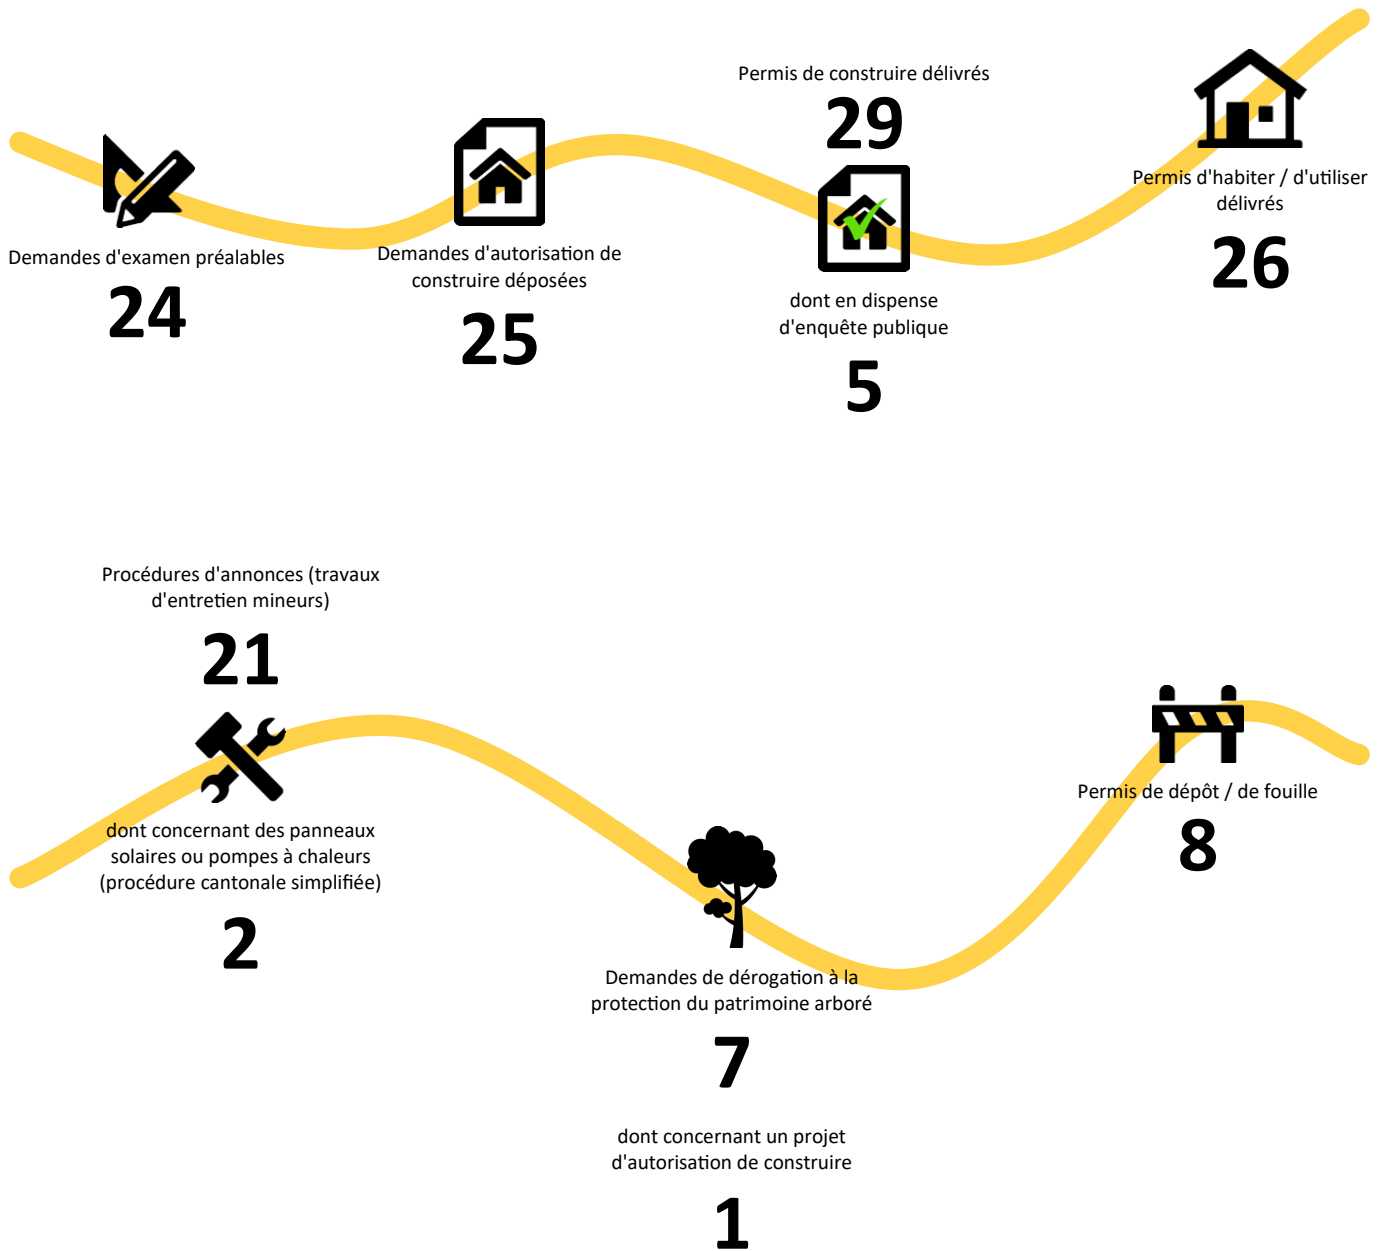 Demandes d'examen préalables
24
Demandes d'autorisation de
construire déposées
25
Permis de construire délivrés
29
dont en dispense
d'enquête publique
5
Permis d'habiter / d'utiliser
délivrés
26
Procédures d'annonces (travaux
d'entretien mineurs)
21
dont concernant des panneaux
solaires ou pompes à chaleurs
(procédure cantonale simplifiée)
2
Demandes de dérogation à la
protection du patrimoine arboré
7
dont concernant un projet
d'autorisation de construire
1
Permis de dépôt / de fouille
8